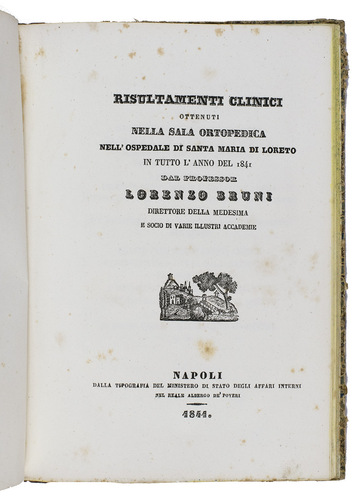 RISULTAMENTI CLINICI
OTTENUTI
NELLA SALA ORTOPEDICA
NELL' OSPEDALE DI SANTA MARIA DI LORETO
IN TUTTO L' ANNO DEL 1841
DAL PROFESSOR
LORENZO BRUNI
DIRETTORE DELLA MEDESIMA
E SOCIO DI VARIE ILLUSTRI ACCADEMIE
NAPOLI
DALLA TIPOGRAFIA DEL MINISTERO DI STATO DEGLI AFFARI INTERNI
NEL REALE ALBERGO DE' POVERI
1841.